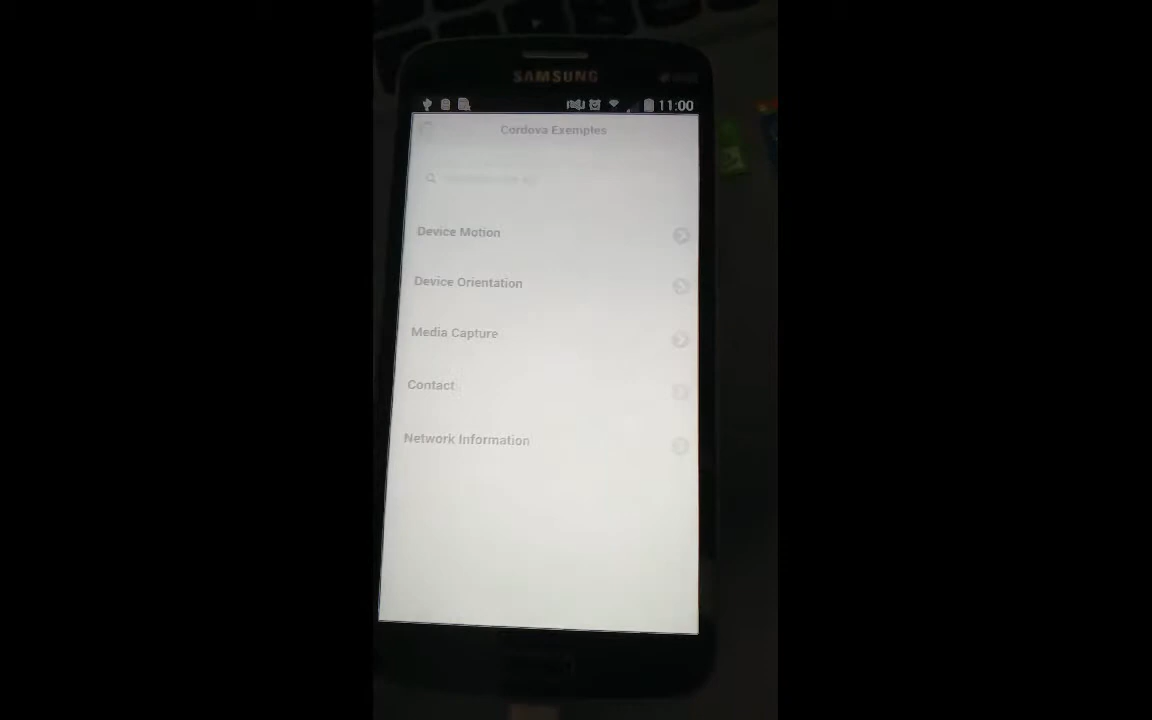 SAMSUNG
11:00
Cordova Exemples
Device Motion
Device Orientation
Media Capture
Contact
Network Information